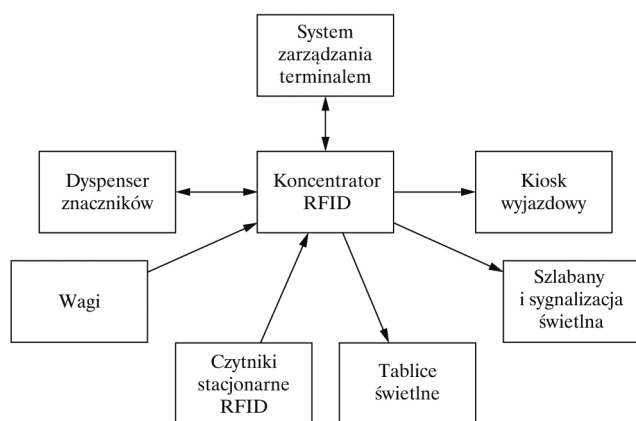 System
zarządzania
terminalem
Dyspenser
znaczników
Koncentrator
RFID
Kiosk
wyjazdowy
Wagi
Szlabany
i sygnalizacja
świetlna
Czytniki
stacjonarne
RFID
Tablice
świetlne